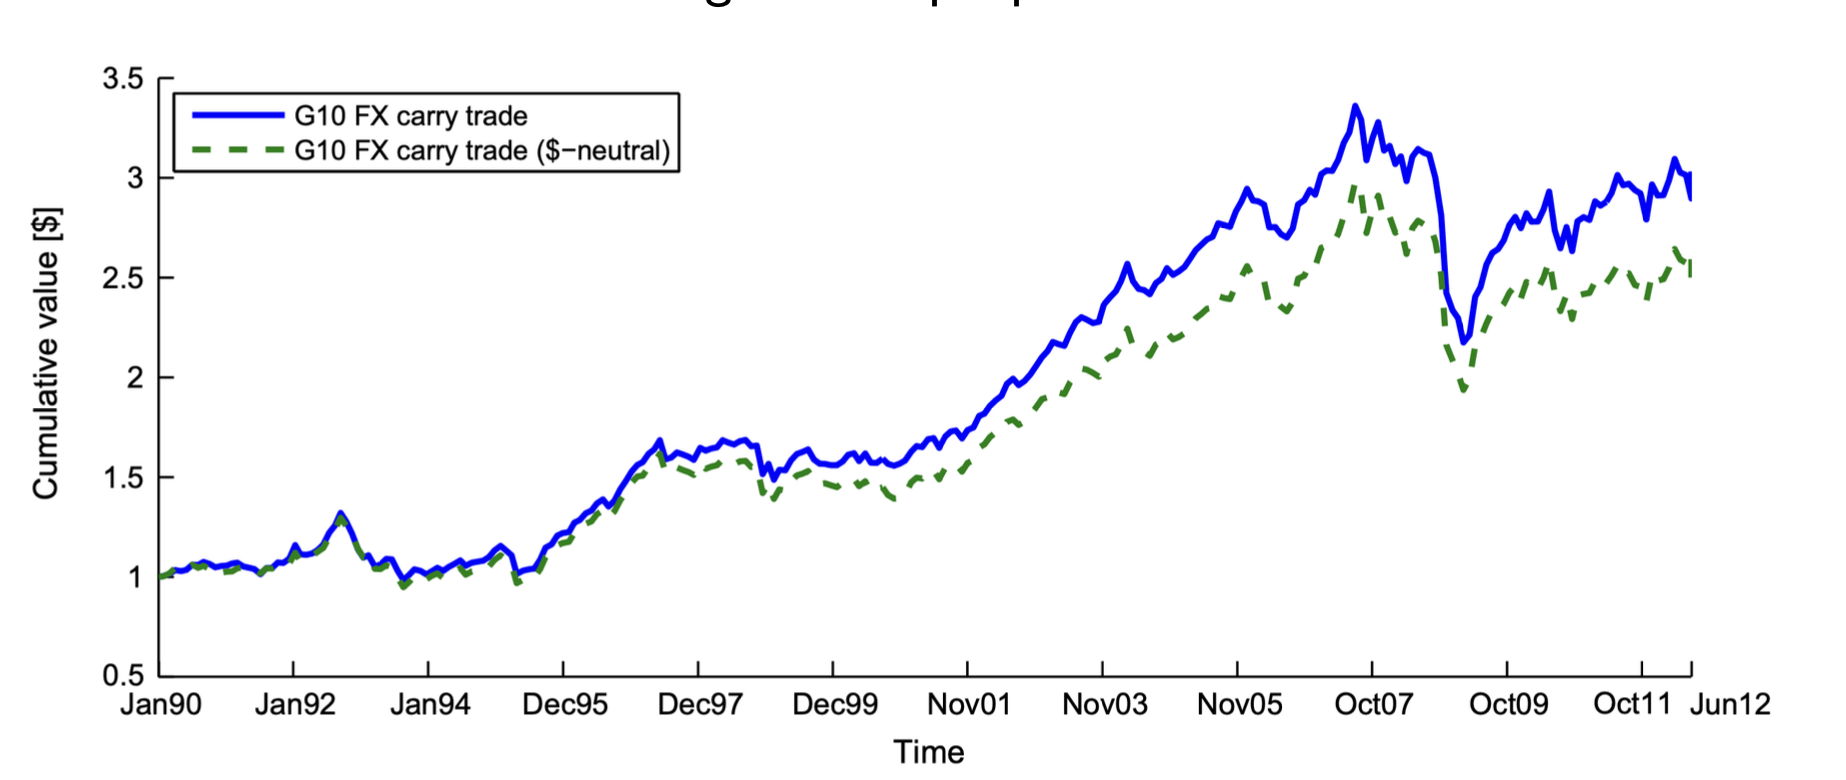 3.5
G10 FX carry trade
G10 FX carry trade ($−neutral)
3
2.5
2
1.5
1
0.5
Cumulative value [$]
Jan90 Jan92 Jan94 Dec95 Dec97 Dec99 Nov01 Nov03 Nov05 Oct07 Oct09 Oct11 Jun12
Time